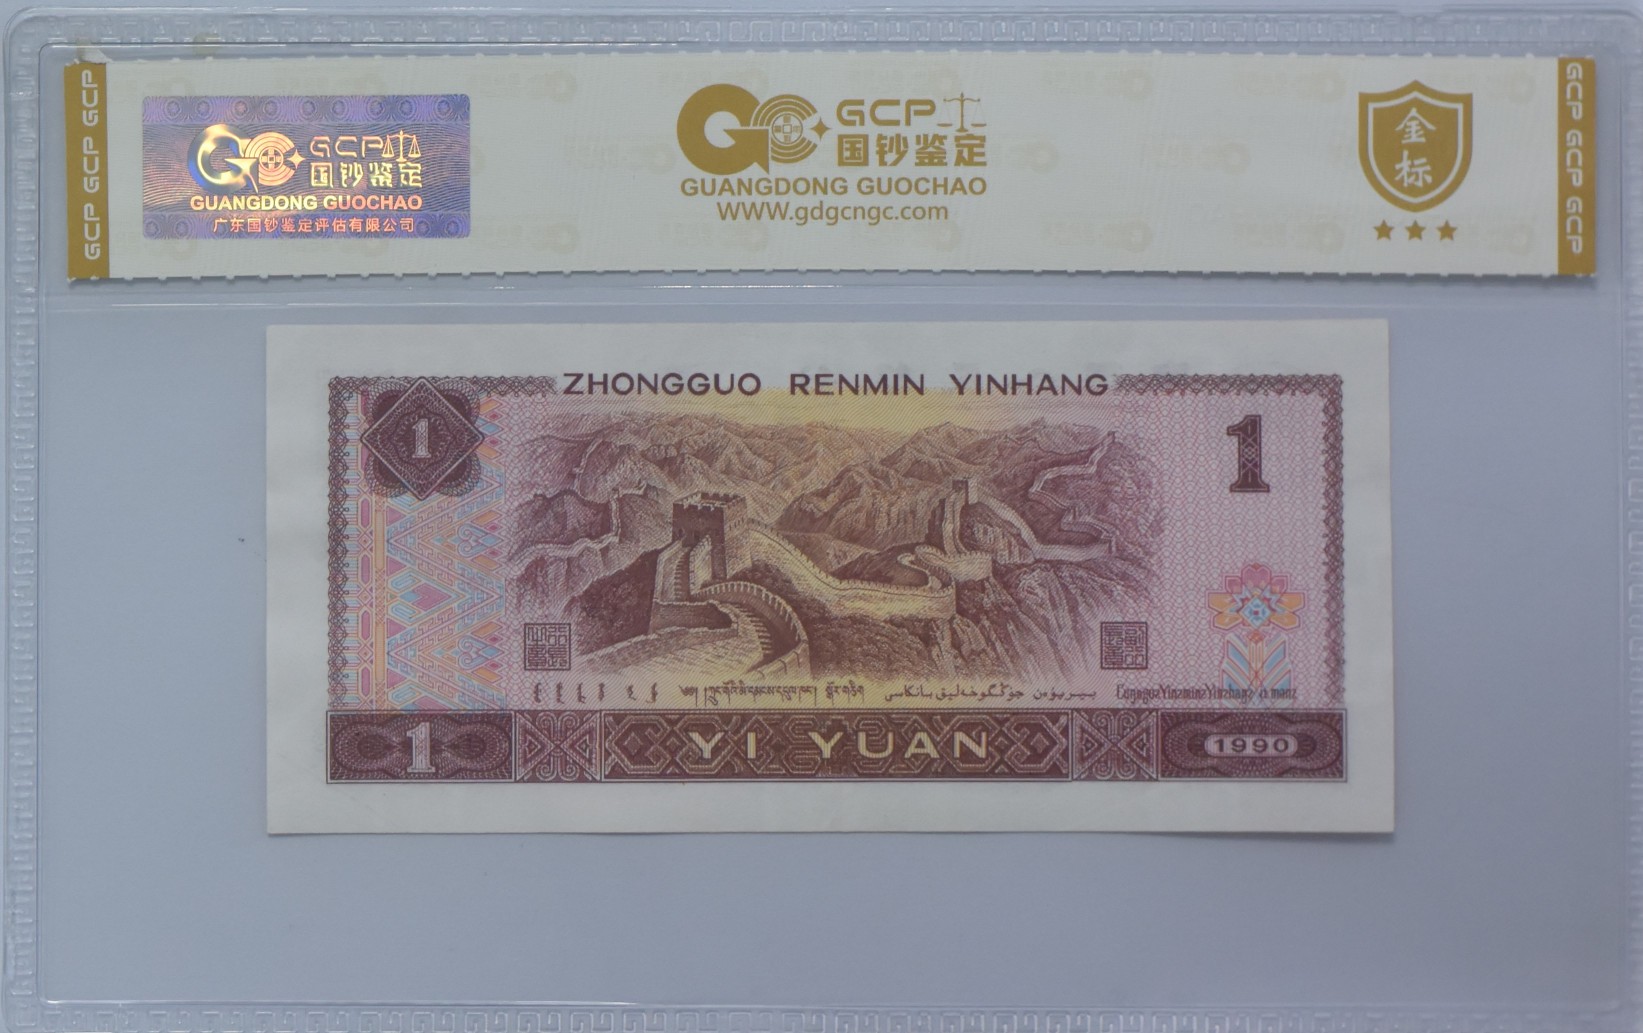 GCP GCP GCP
GCP
国钞鉴定
GUANGDONG GUOCHAO
广东国钞鉴定评估有限公司
GCP
国钞鉴定
GUANGDONG GUOCHAO
WWW.gdgcngc.com
金
标
GCP GCP GCP
ZHONGGUO RENMIN YINHANG
1
1
1
YI YUAN
1990